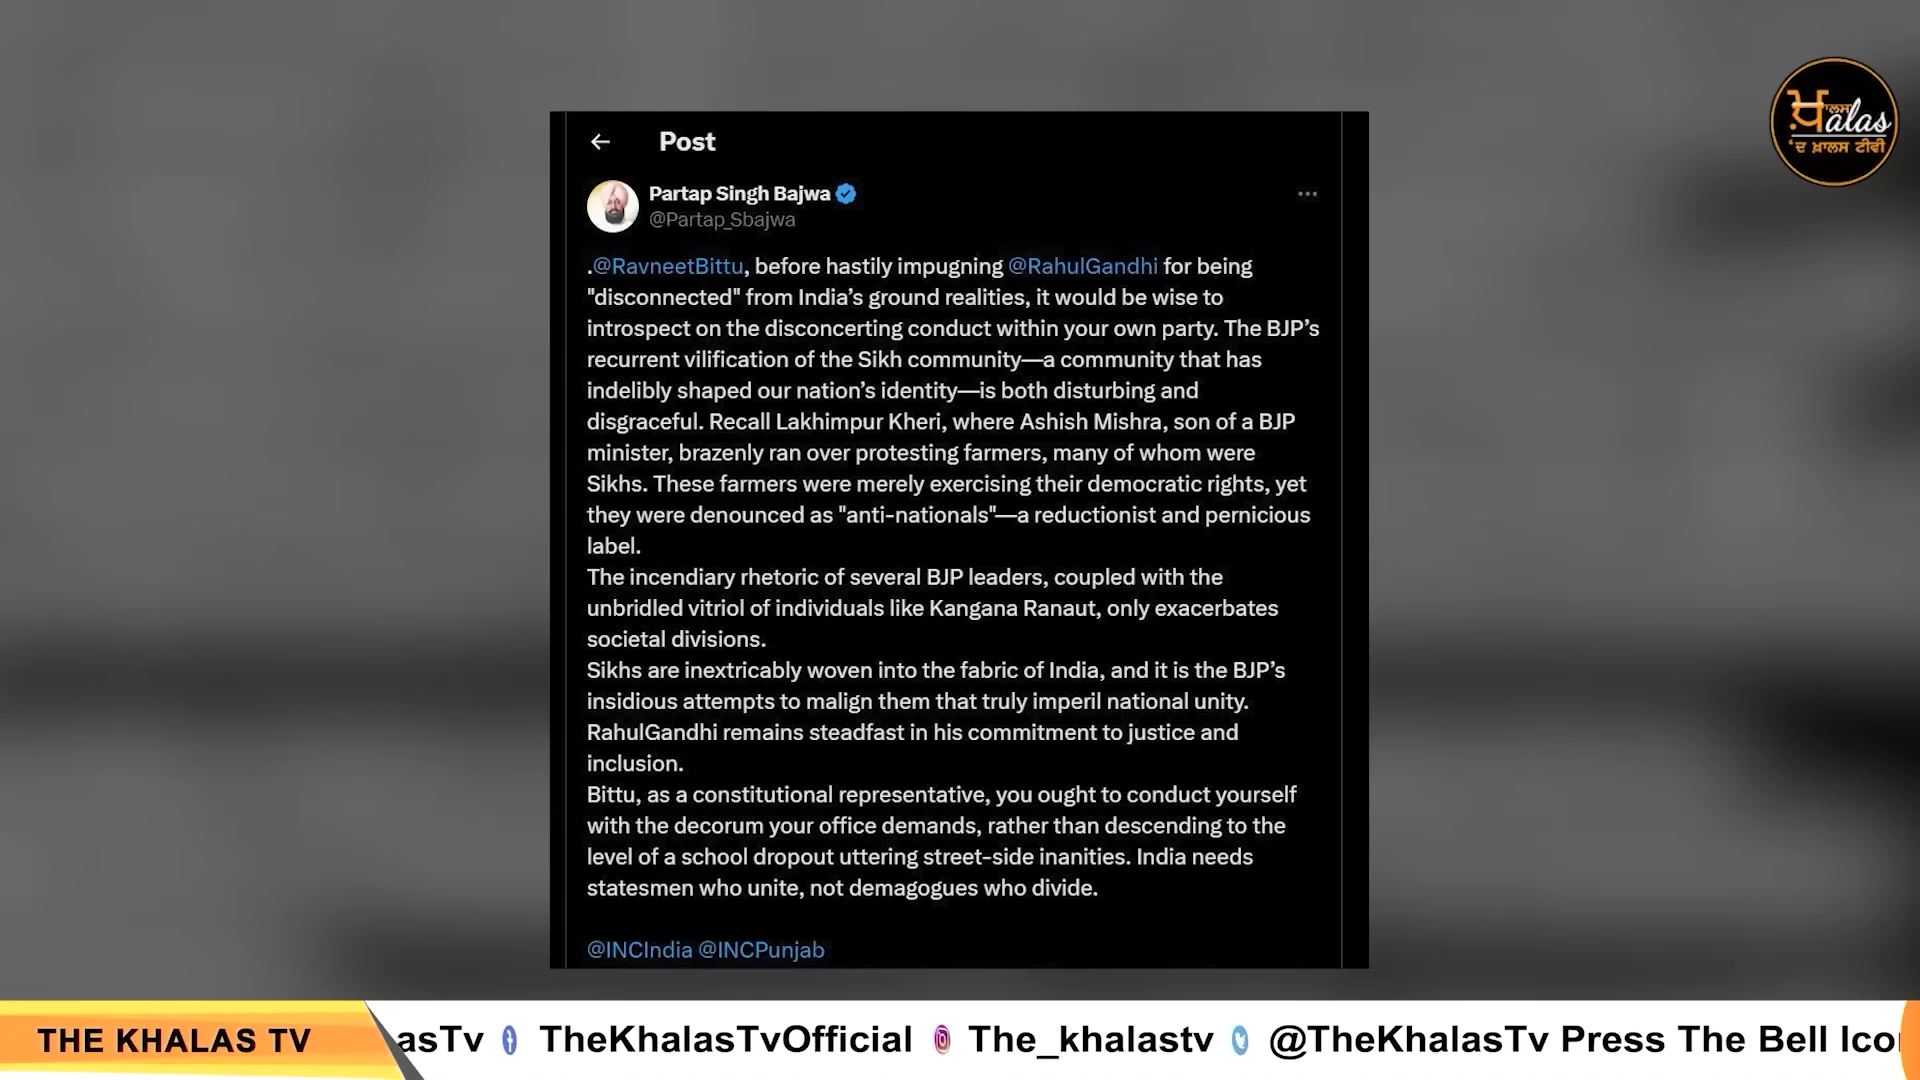 Post
Partap Singh Bajwa
@Partap_Sbajwa
.@RavneetBittu, before hastily impugning @RahulGandhi for being
"disconnected" from India’s ground realities, it would be wise to
introspect on the disconcerting conduct within your own party. The BJP’s
recurrent vilification of the Sikh community—a community that has
indelibly shaped our nation’s identity—is both disturbing and
disgraceful. Recall Lakhimpur Kheri, where Ashish Mishra, son of a BJP
minister, brazenly ran over protesting farmers, many of whom were
Sikhs. These farmers were merely exercising their democratic rights, yet
they were denounced as "anti-nationals"—a reductionist and pernicious
label.
The incendiary rhetoric of several BJP leaders, coupled with the
unbridled vitriol of individuals like Kangana Ranaut, only exacerbates
societal divisions.
Sikhs are inextricably woven into the fabric of India, and it is the BJP’s
insidious attempts to malign them that truly imperil national unity.
RahulGandhi remains steadfast in his commitment to justice and
inclusion.
Bittu, as a constitutional representative, you ought to conduct yourself
with the decorum your office demands, rather than descending to the
level of a school dropout uttering street-side inanities. India needs
statesmen who unite, not demagogues who divide.
@INCIndia @INCPunjab
ਖ਼ਾਲਸ alas
'ਦ ਖ਼ਾਲਸ ਟੀਵੀ
THE KHALAS TV
asTv TheKhalasTvOfficial The_khalastv @TheKhalasTv Press The Bell Ico